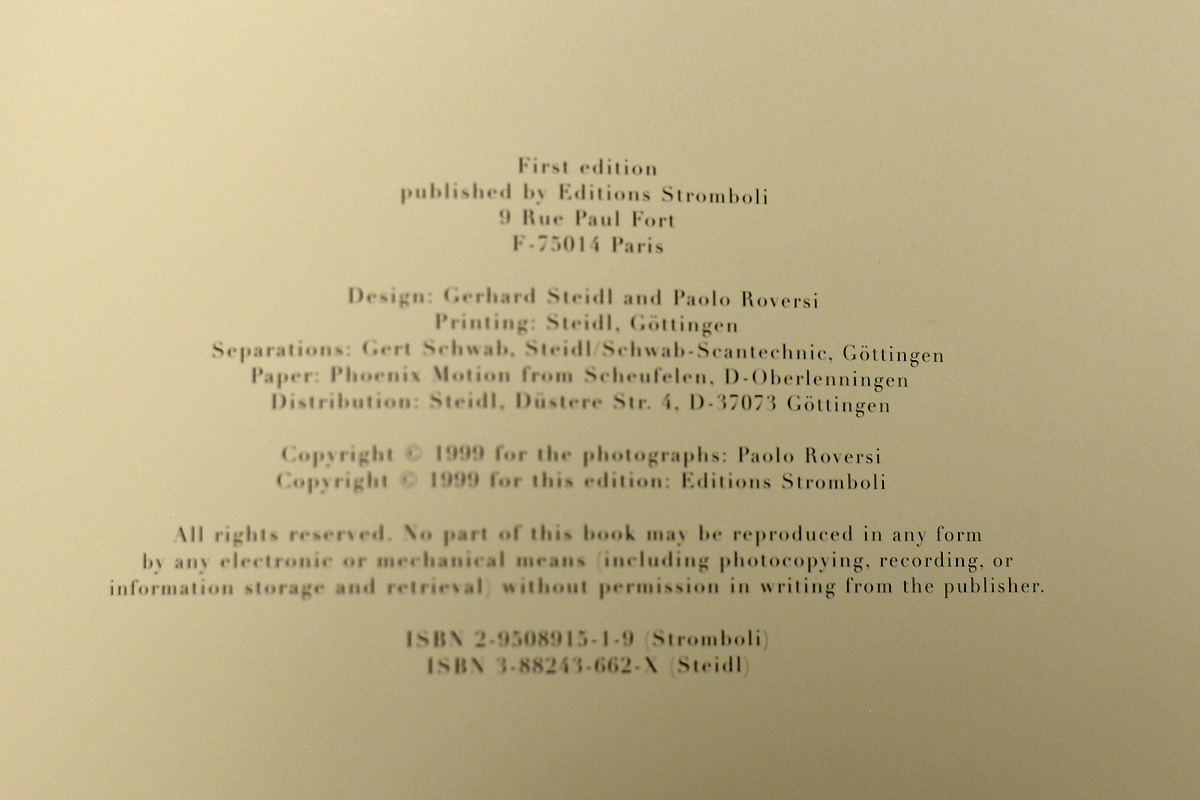 First edition
published by Editions Stromboli
9 Rue Paul Fort
F-75014 Paris
Design: Gerhard Steidl and Paolo Roversi
Printing: Steidl, Göttingen
Separations: Gert Schwab, Steidl/Schwab-Scantechnic, Göttingen
Paper: Phoenix Motion from Scheufelen, D-Oberlenningen
Distribution: Steidl, Düstere Str. 4, D-37073 Göttingen
Copyright © 1999 for the photographs: Paolo Roversi
Copyright © 1999 for this edition: Editions Stromboli
All rights reserved. No part of this book may be reproduced in any form
by any electronic or mechanical means (including photocopying, recording, or
information storage and retrieval) without permission in writing from the publisher.
ISBN 2-9508915-1-9 (Stromboli)
ISBN 3-88243-662-X (Steidl)